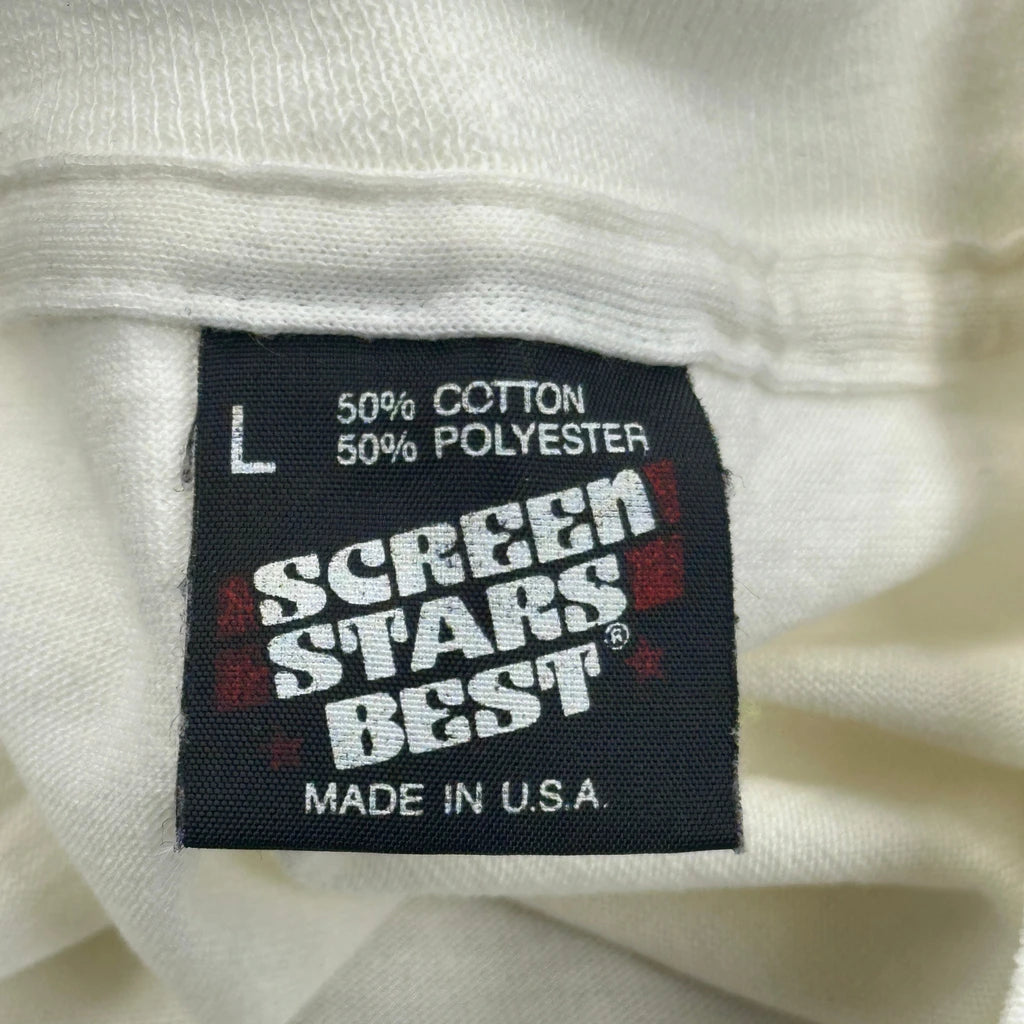 L
50% COTTON
50% POLYESTER
SCREEN
STARS
BEST®
MADE IN U.S.A.